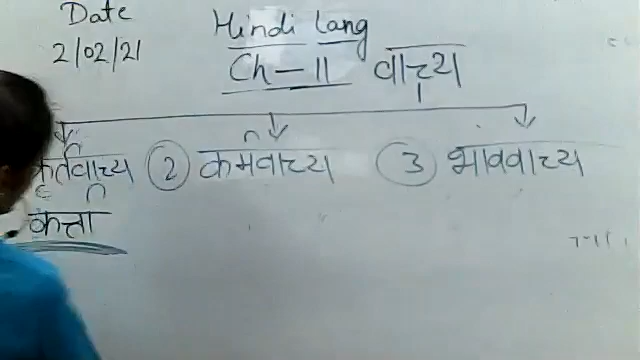 Date
Hindi Lang
2/02/21
Ch - 11 वाच्य
कर्तृवाच्य 2 कर्मवाच्य 3 भाववाच्य
कर्त्ता